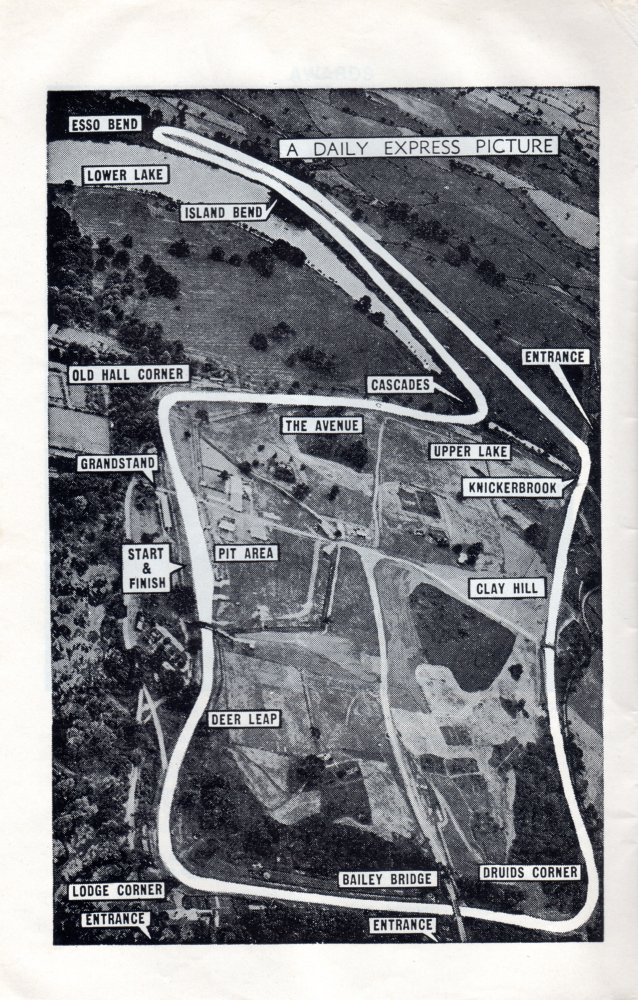 ESSO BEND
A DAILY EXPRESS PICTURE
LOWER LAKE
ISLAND BEND
ENTRANCE
OLD HALL CORNER
CASCADES
THE AVENUE
UPPER LAKE
GRANDSTAND
KNICKERBROOK
START
&
FINISH
PIT AREA
CLAY HILL
DEER LEAP
BAILEY BRIDGE
DRUIDS CORNER
LODGE CORNER
ENTRANCE
ENTRANCE